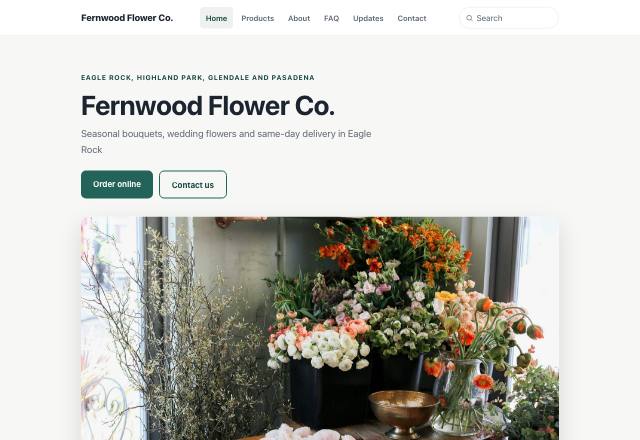 Fernwood Flower Co.
Home
Products
About
FAQ
Updates
Contact
Search
EAGLE ROCK, HIGHLAND PARK, GLENDALE AND PASADENA
Fernwood Flower Co.
Seasonal bouquets, wedding flowers and same-day delivery in Eagle
Rock
Order online
Contact us